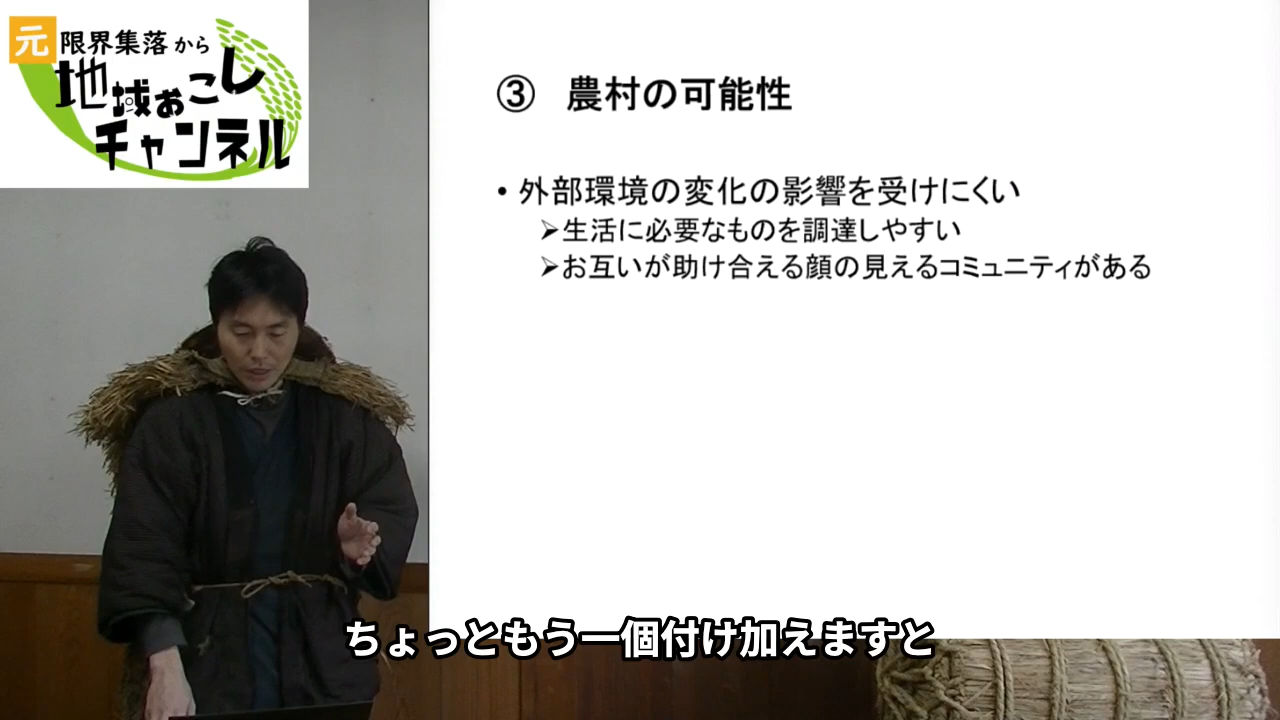 元 限界集落から
地域おこし
チャンネル
③ 農村の可能性
• 外部環境の変化の影響を受けにくい
➢生活に必要なものを調達しやすい
➢お互いが助け合える顔の見えるコミュニティがある
ちょっともう一個付け加えますと